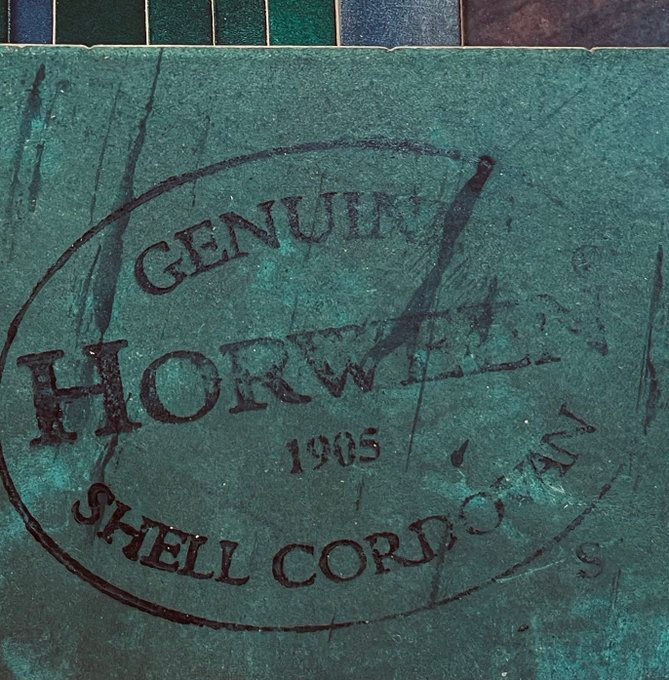 GENUINE
HORWEEN
1905
SHELL CORDOVAN
S